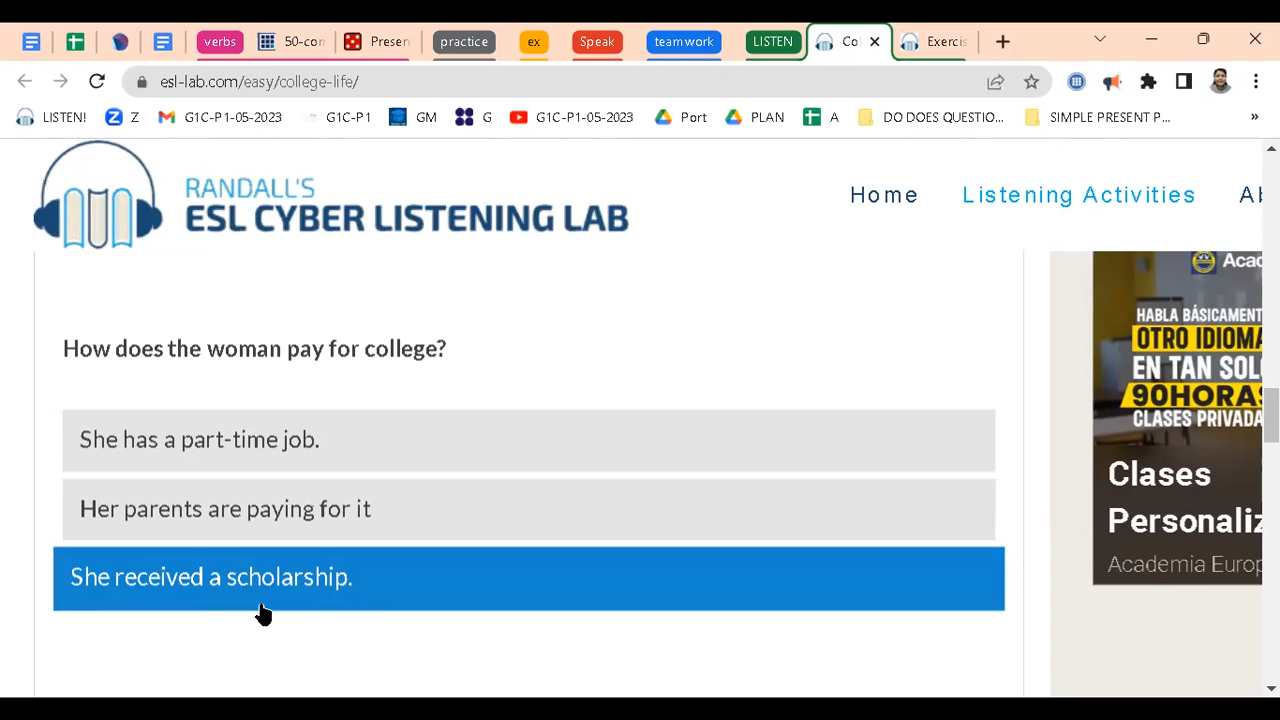 verbs
50-con
Presen
practice
ex
Speak
teamwork
LISTEN
Co
Exercis
esl-lab.com/easy/college-life/
LISTEN!
Z
G1C-P1-05-2023
G1C-P1
GM
G
G1C-P1-05-2023
Port
PLAN
A
DO DOES QUESTIO...
SIMPLE PRESENT P...
»
RANDALL'S
ESL CYBER LISTENING LAB
Home
Listening Activities
Ab
Acad
HABLA BÁSICAMENT
OTRO IDIOMA
EN TAN SOL
90HORAS
CLASES PRIVADA
Clases
Personaliz
Academia Europ
How does the woman pay for college?
She has a part-time job.
Her parents are paying for it
She received a scholarship.